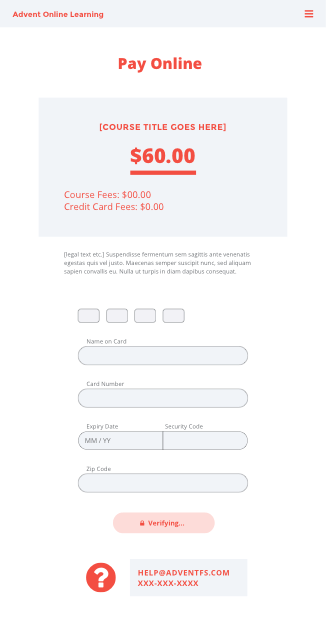 Advent Online Learning
Pay Online
[COURSE TITLE GOES HERE]
$60.00
Course Fees: $00.00
Credit Card Fees: $0.00
[legal text etc.] Suspendisse fermentum sem sagittis ante venenatis
egestas quis vel justo. Maecenas semper suscipit nunc, sed aliquam
sapien convallis eu. Nulla ut turpis in diam dapibus consequat.
Name on Card
Card Number
Expiry Date Security Code
MM / YY
Zip Code
Verifying...
?
HELP@ADVENTFS.COM
XXX-XXX-XXXX